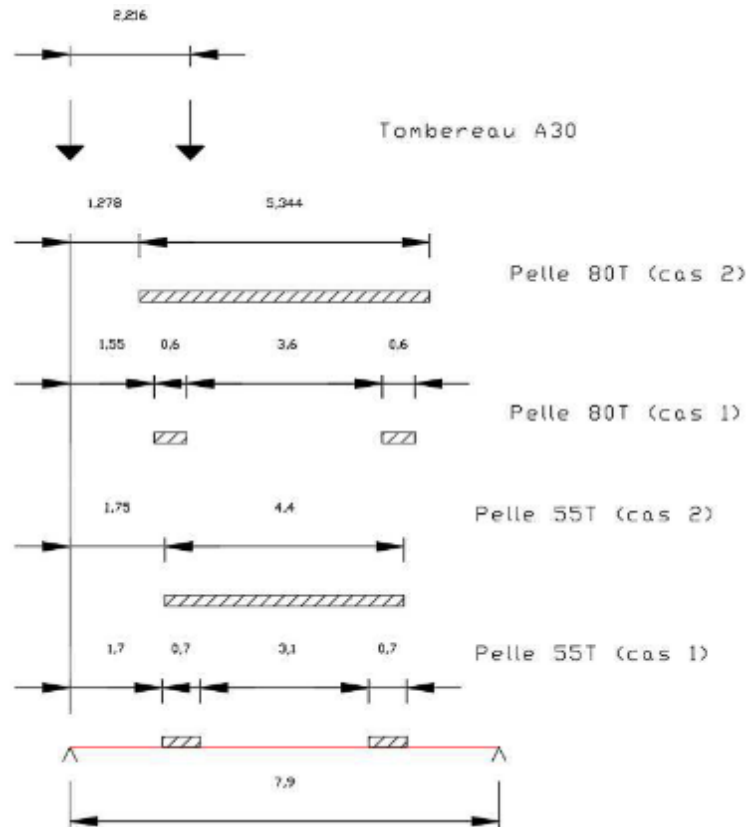 2,216
Tombereau A30
1,278 5,344
Pelle 80T (cas 2)
1,55 0,6 3,6 0,6
Pelle 80T (cas 1)
1,75 4,4
Pelle 55T (cas 2)
1,7 0,7 3,1 0,7
Pelle 55T (cas 1)
7,9